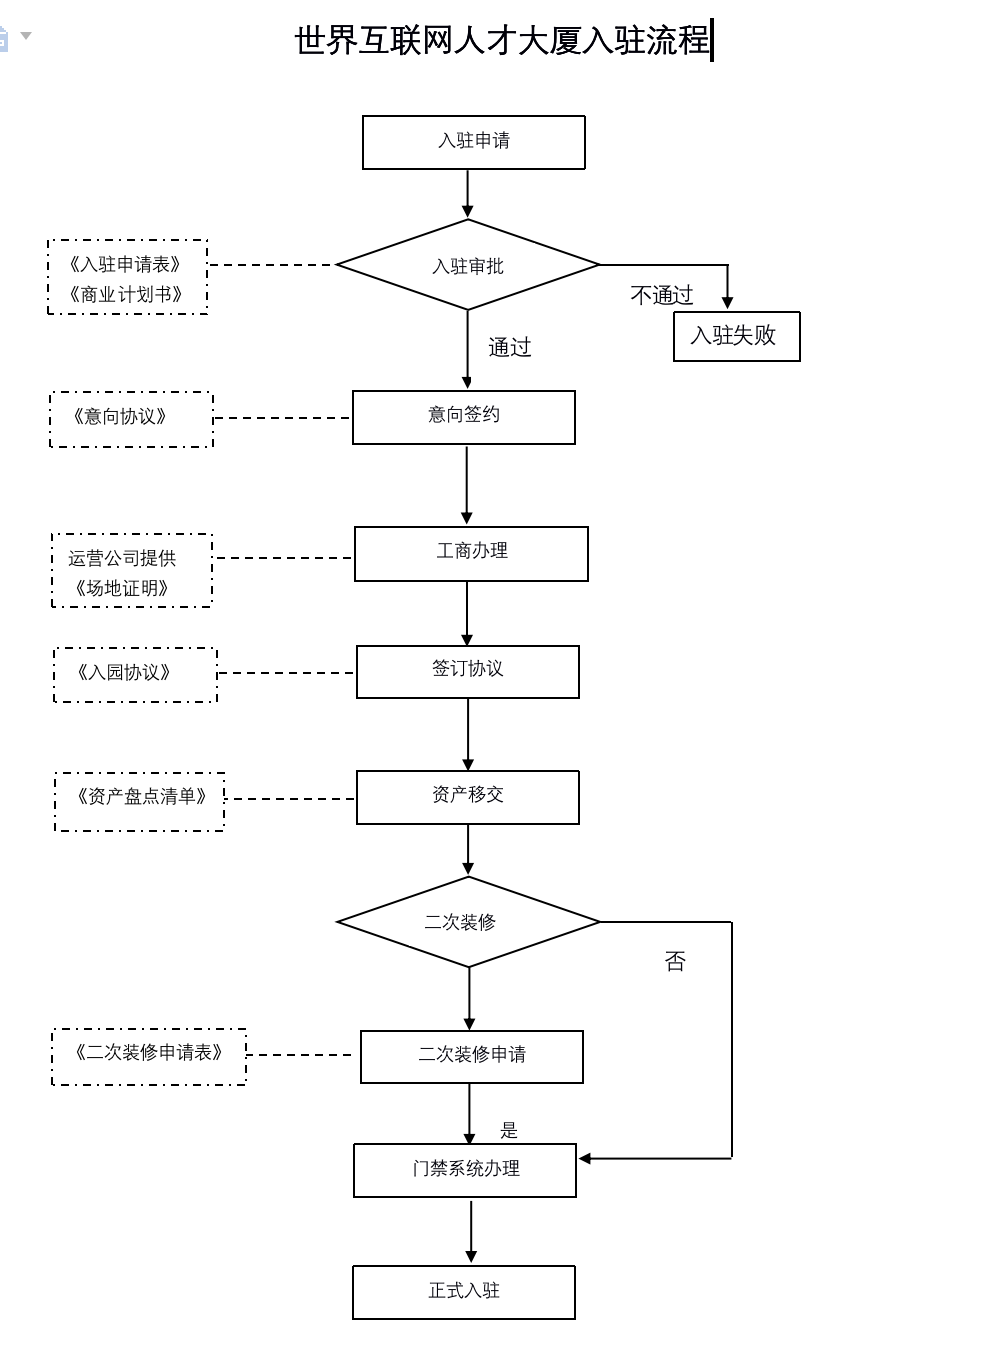 世界互联网人才大厦入驻流程
入驻申请
《入驻申请表》
《商业计划书》
入驻审批
不通过
入驻失败
通过
《意向协议》
意向签约
运营公司提供
《场地证明》
工商办理
《入园协议》
签订协议
《资产盘点清单》
资产移交
二次装修
否
《二次装修申请表》
二次装修申请
是
门禁系统办理
正式入驻